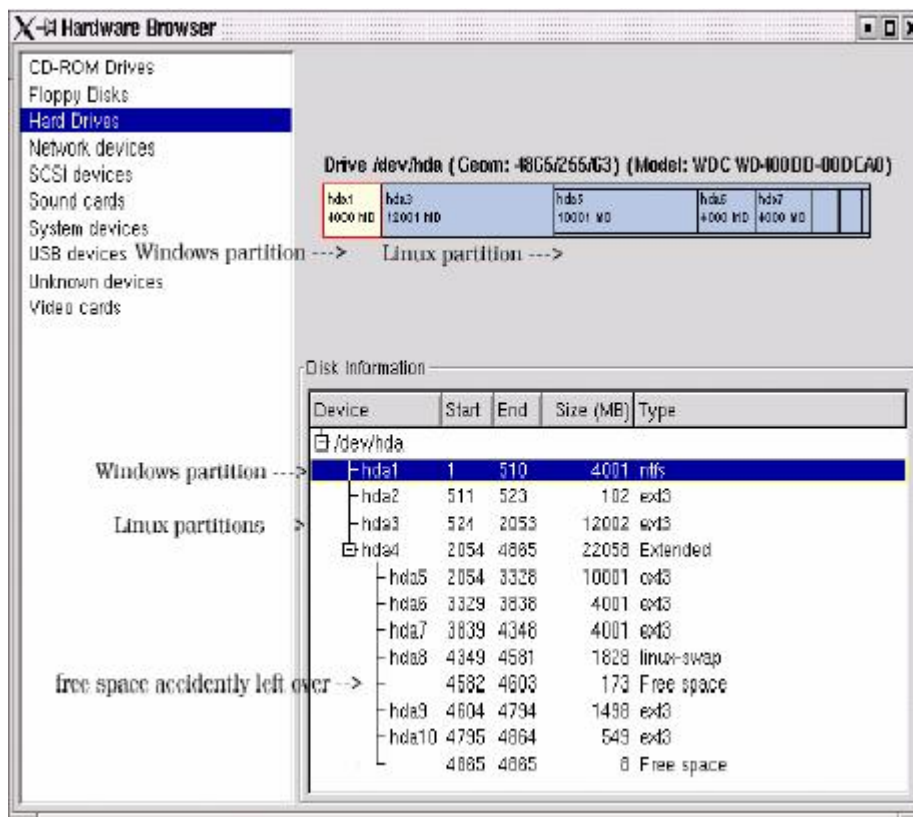 Hardware Browser
CD-ROM Drives
Floppy Disks
Hard Drives
Network devices
SCSI devices
Sound cards
System devices
USB devices
Unknown devices
Video cards
Drive /dev/hda (Geom: 4865/255/63) (Model: WDC
hda1
4000 MB
hda3
12001 MB
hda5
10001 MB
hda6
4000 MB
hda7
4000 MB
Windows partition --->
Linux partition --->
Disk Information
Device Start End Size (MB) Type
/dev/hda
Windows partition --->
hda1 1 510 4001 ntfs
hda2 511 523 102 ext3
Linux partitions >
hda3 524 2053 12002 ext3
hda4 2054 4865 22058 Extended
hda5 2054 3328 10001 ext3
hda6 3329 3838 4001 ext3
hda7 3839 4348 4001 ext3
hda8 4349 4581 1828 linux-swap
free space accidently left over -->
4582 4603 173 Free space
hda9 4604 4794 1498 ext3
hda10 4795 4864 549 ext3
4865 4865 8 Free space